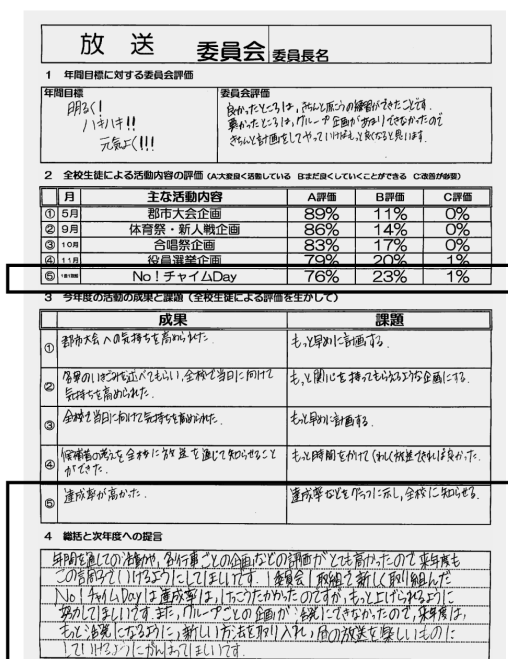 放送 委員会 委員長名
1 年間目標に対する委員会評価
年間目標
明るく!
ハキハキ!!
元気よく!!!
委員会評価
良かったところは、きちんと原こうの練習ができたことです。
悪かったところは、グループ企画があまりできなかったので
きちんと計画をしてやっていけばもっと良くなると思います。
2 全校生徒による活動内容の評価 (A大変良く活動している Bまだ良くしていくことができる C改善が必要)
月 主な活動内容 A評価 B評価 C評価
① 5月 郡市大会企画 89% 11% 0%
② 9月 体育祭・新人戦企画 86% 14% 0%
③ 10月 合唱祭企画 83% 17% 0%
④ 11月 役員選挙企画 79% 20% 1%
⑤ No!チャイムDay 76% 23% 1%
3 今年度の活動の成果と課題(全校生徒による評価を生かして)
成果 課題
① 郡市大会への気持ちを高められた。 もっと早めに計画する。
② 各早のいきごみを述べてもらい、全校で当日に向けて 気持ちを高められた。 もっと関心を持ってもらえるような企画にする。
③ 全校で当日に向けて気持ちを高められた。 もっと早めに計画する。
④ 候補者の考えを全校に放送を通じて知らせること ができた。 もっと時間をかけてくわしく放送できれば良かった。
⑤ 達成率が高かった。 達成率などをグラフに示し、全校に知らせる。
4 総括と次年度への提言
年間を通しての活動や、各行事ごとの企画などの評価がとても高かったので来年度も
この調子でいけるようにしてほしいです。1委員会1取組で新しく取り組んだ
No!チャイムDayは達成率は、けっこうたかかったのですが、もっと上げられるように
努力してほしいです。また、グループごとの企画が活発にできなかったので、来年度は、
もっと活発になるように、新しい方法を取り入れ、昼の放送を楽しいものに
していけるようにがんばってほしいです。